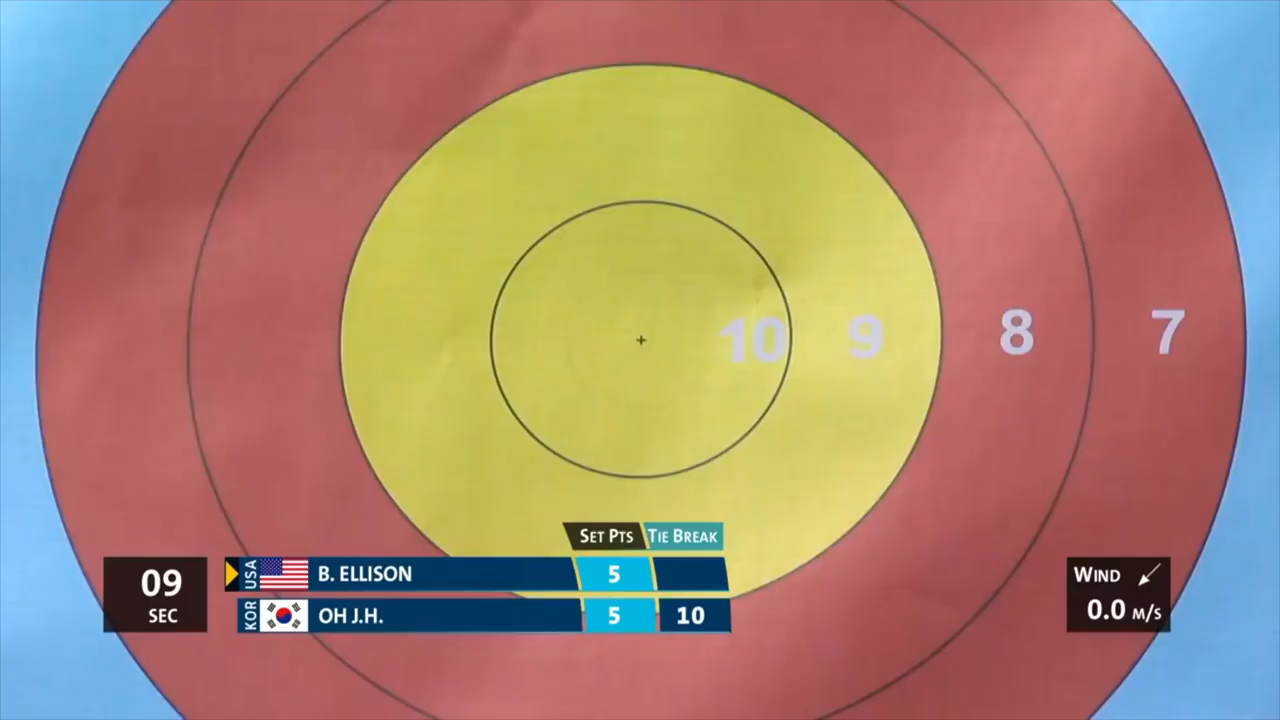 10 9 8 7
SET PTS TIE BREAK
09 SEC
USA B. ELLISON 5
KOR OH J.H. 5 10
WIND
0.0 M/S